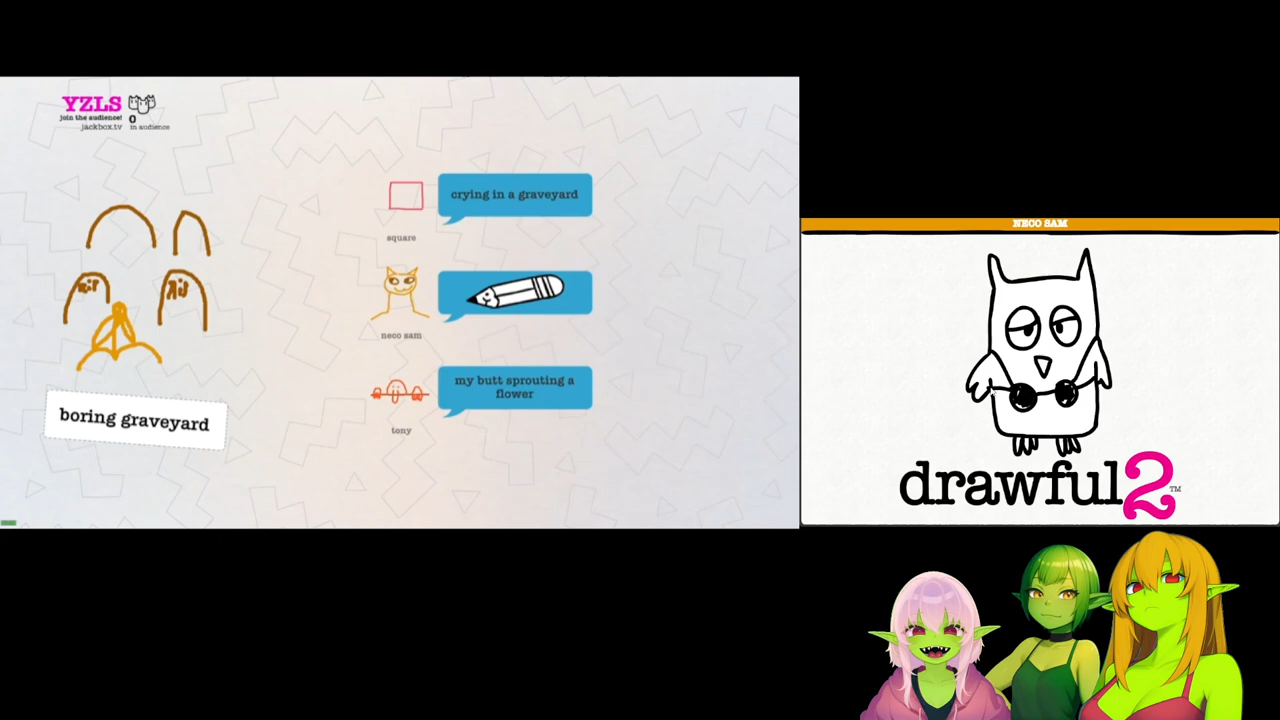 YZLS
join the audience!
jackbox.tv
0
in audience
crying in a graveyard
square
neco sam
my butt sprouting a
flower
tony
boring graveyard
NECO SAM
drawful2™